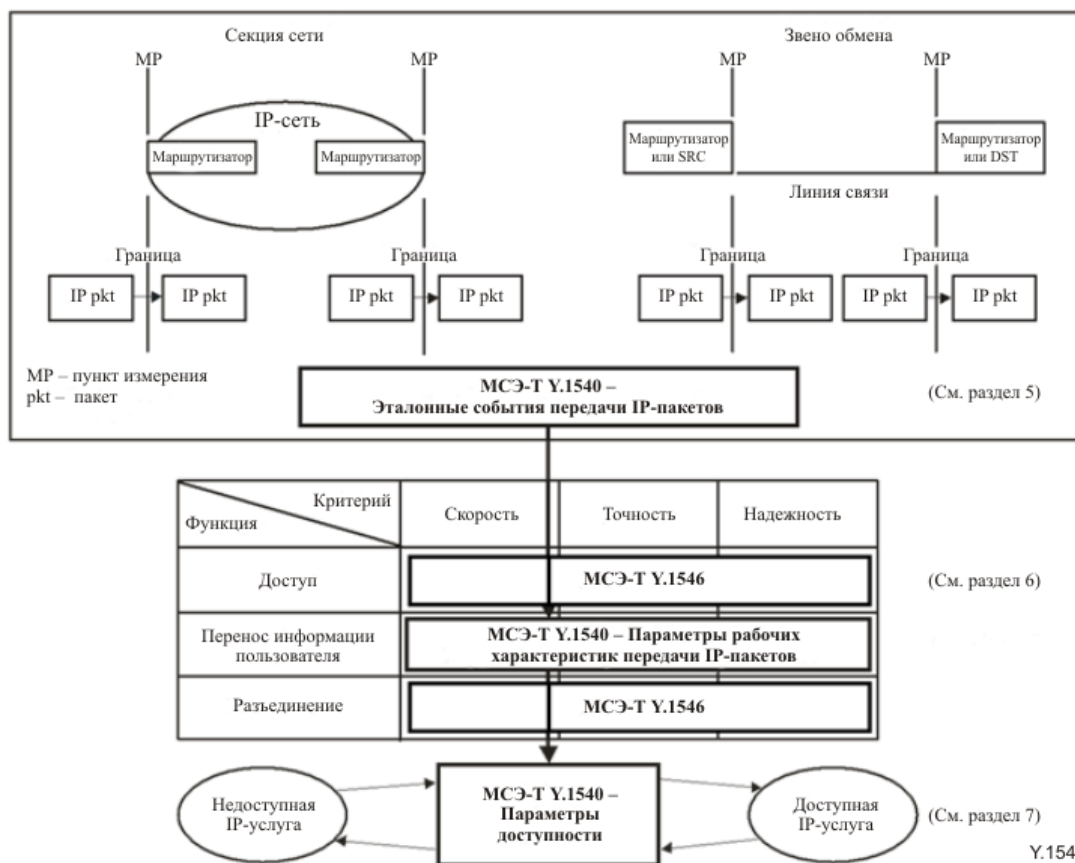 Секция сети
Звено обмена
MP
MP
MP
MP
IP-сеть
Маршрутизатор
Маршрутизатор
Маршрутизатор
или SRC
Маршрутизатор
или DST
Линия связи
Граница
Граница
Граница
Граница
IP pkt
IP pkt
IP pkt
IP pkt
IP pkt
IP pkt
IP pkt
IP pkt
MP – пункт измерения
pkt – пакет
МСЭ-Т Y.1540 –
Эталонные события передачи IP-пакетов
(См. раздел 5)
Критерий
Функция
Скорость
Точность
Надежность
Доступ
МСЭ-Т Y.1546
(См. раздел 6)
Перенос информации
пользователя
МСЭ-Т Y.1540 – Параметры рабочих
характеристик передачи IP-пакетов
Разъединение
МСЭ-Т Y.1546
Недоступная
IP-услуга
МСЭ-Т Y.1540 –
Параметры
доступности
Доступная
IP-услуга
(См. раздел 7)
Y.154